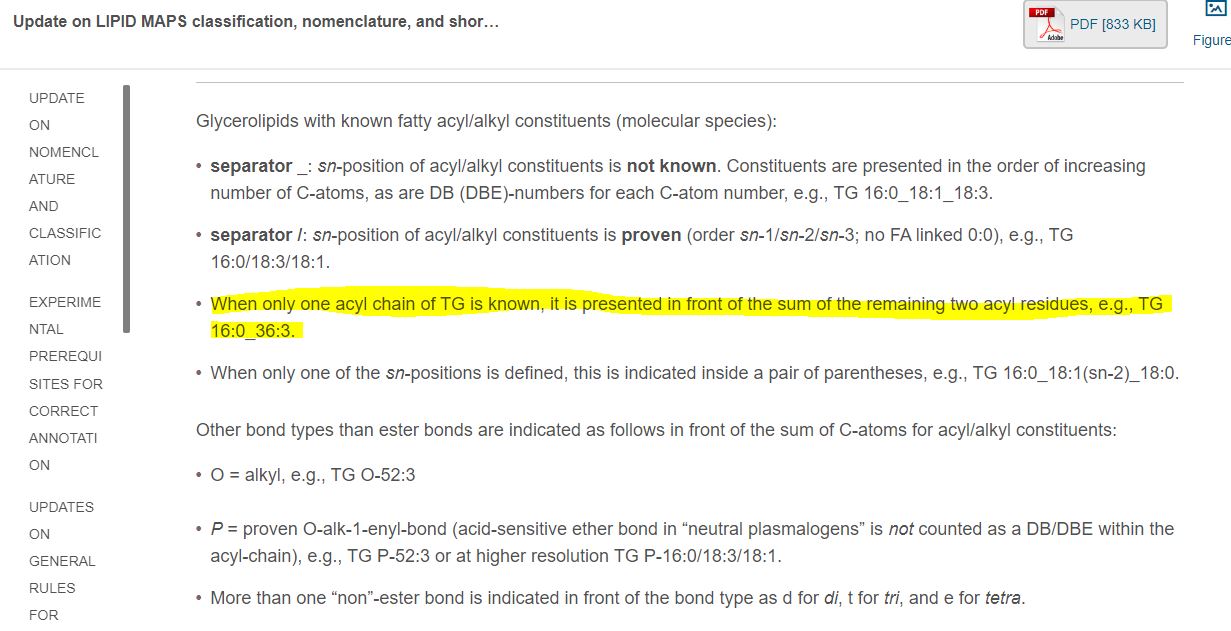 Update on LIPID MAPS classification, nomenclature, and shor…
PDF
Adobe
PDF [833 KB]
Figure
UPDATE
ON
NOMENCL
ATURE
AND
CLASSIFIC
ATION
EXPERIME
NTAL
PREREQUI
SITES FOR
CORRECT
ANNOTATI
ON
UPDATES
ON
GENERAL
RULES
FOR
Glycerolipids with known fatty acyl/alkyl constituents (molecular species):
• separator _: sn-position of acyl/alkyl constituents is not known. Constituents are presented in the order of increasing
number of C-atoms, as are DB (DBE)-numbers for each C-atom number, e.g., TG 16:0_18:1_18:3.
• separator /: sn-position of acyl/alkyl constituents is proven (order sn-1/sn-2/sn-3; no FA linked 0:0), e.g., TG
16:0/18:3/18:1.
• When only one acyl chain of TG is known, it is presented in front of the sum of the remaining two acyl residues, e.g., TG
16:0_36:3.
• When only one of the sn-positions is defined, this is indicated inside a pair of parentheses, e.g., TG 16:0_18:1(sn-2)_18:0.
Other bond types than ester bonds are indicated as follows in front of the sum of C-atoms for acyl/alkyl constituents:
• O = alkyl, e.g., TG O-52:3
• P = proven O-alk-1-enyl-bond (acid-sensitive ether bond in “neutral plasmalogens” is not counted as a DB/DBE within the
acyl-chain), e.g., TG P-52:3 or at higher resolution TG P-16:0/18:3/18:1.
• More than one “non”-ester bond is indicated in front of the bond type as d for di, t for tri, and e for tetra.